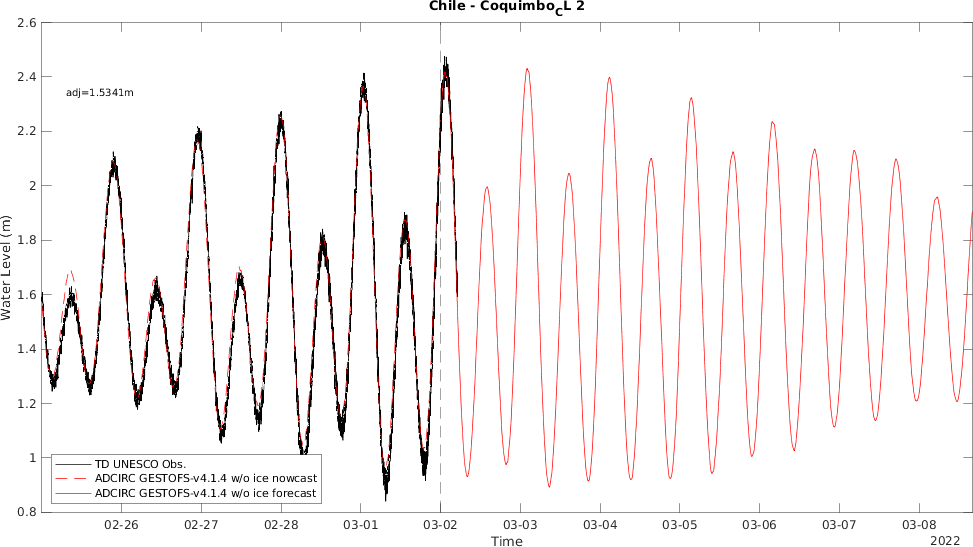 Chile - Coquimbo_CL 2
2.6
2.4
2.2
2
1.8
1.6
1.4
1.2
1
0.8
Water Level (m)
adj=1.5341m
TD UNESCO Obs.
ADCIRC GESTOFS-v4.1.4 w/o ice nowcast
ADCIRC GESTOFS-v4.1.4 w/o ice forecast
02-26 02-27 02-28 03-01 03-02 03-03 03-04 03-05 03-06 03-07 03-08
Time
2022